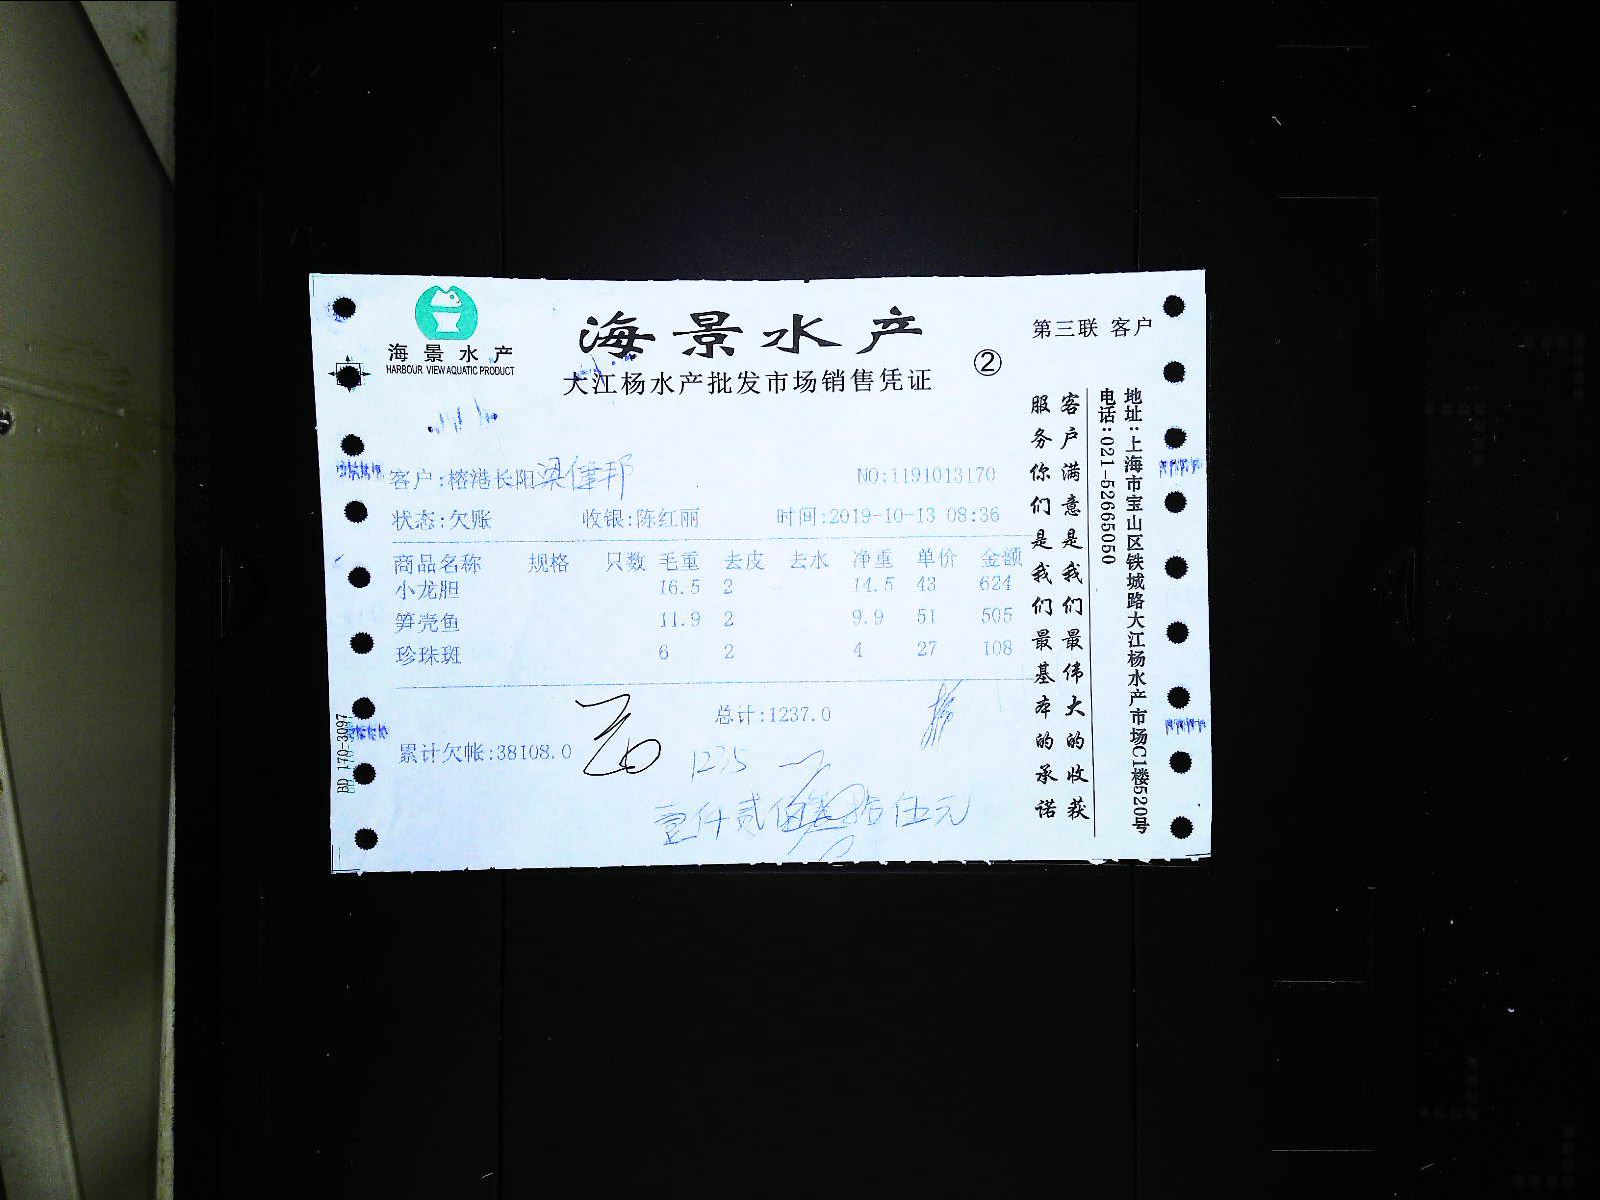 海景水产
HARBOUR VIEW AQUATIC PRODUCT
海景水产
大江杨水产批发市场销售凭证
②
第三联 客户
客户:榕港长阳梁偉邦
NO:1191013170
状态:欠账 收银:陈红丽 时间:2019-10-13 08:36
商品名称 规格 只数 毛重 去皮 去水 净重 单价 金额
小龙胆 16.5 2 14.5 43 624
笋壳鱼 11.9 2 9.9 51 505
珍珠斑 6 2 4 27 108
总计:1237.0
累计欠帐:38108.0
1235
壹仟贰佰叁拾伍元
客户满意是我们最伟大的收获
服务你们是我们最基本的承诺
地址:上海市宝山区铁城路大江杨水产市场C1楼520号
电话:021-52665050
BD 170-3097